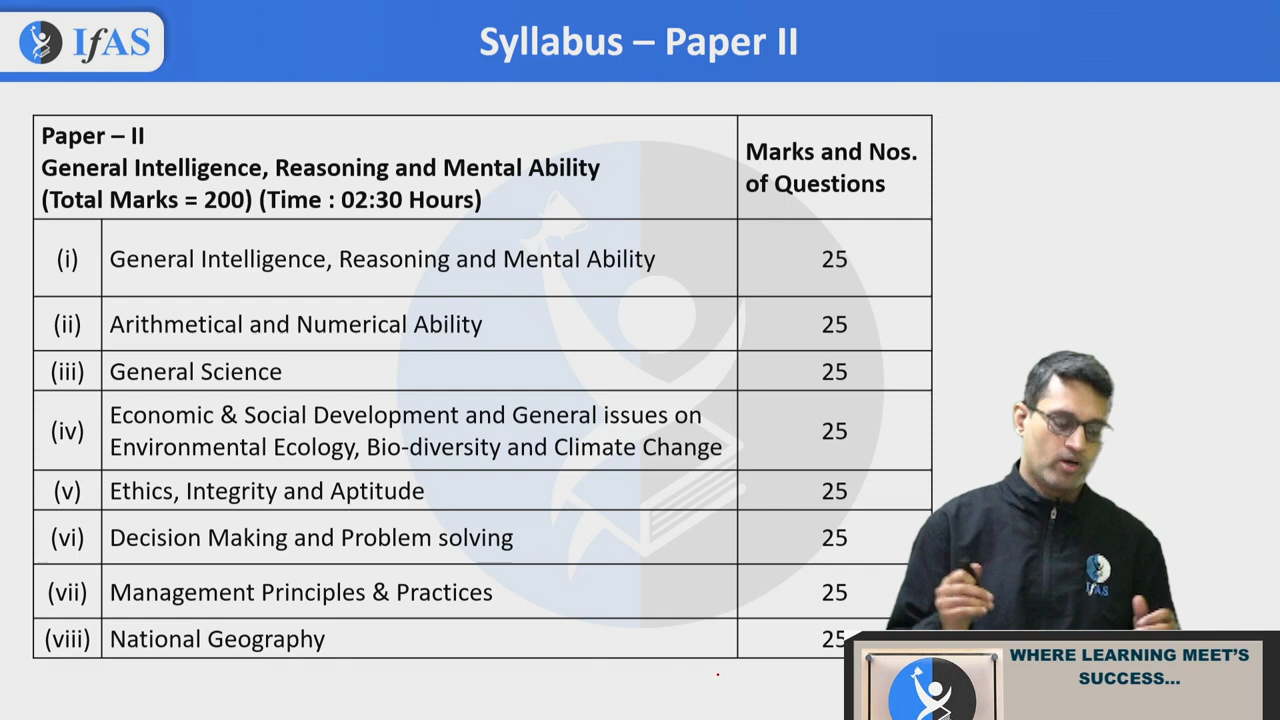 IfAS
Syllabus – Paper II
Paper – II
General Intelligence, Reasoning and Mental Ability
(Total Marks = 200) (Time : 02:30 Hours)
Marks and Nos.
of Questions
(i) General Intelligence, Reasoning and Mental Ability 25
(ii) Arithmetical and Numerical Ability 25
(iii) General Science 25
(iv) Economic & Social Development and General issues on
Environmental Ecology, Bio-diversity and Climate Change 25
(v) Ethics, Integrity and Aptitude 25
(vi) Decision Making and Problem solving 25
(vii) Management Principles & Practices 25
(viii) National Geography 25
IfAS
WHERE LEARNING MEET'S
SUCCESS...